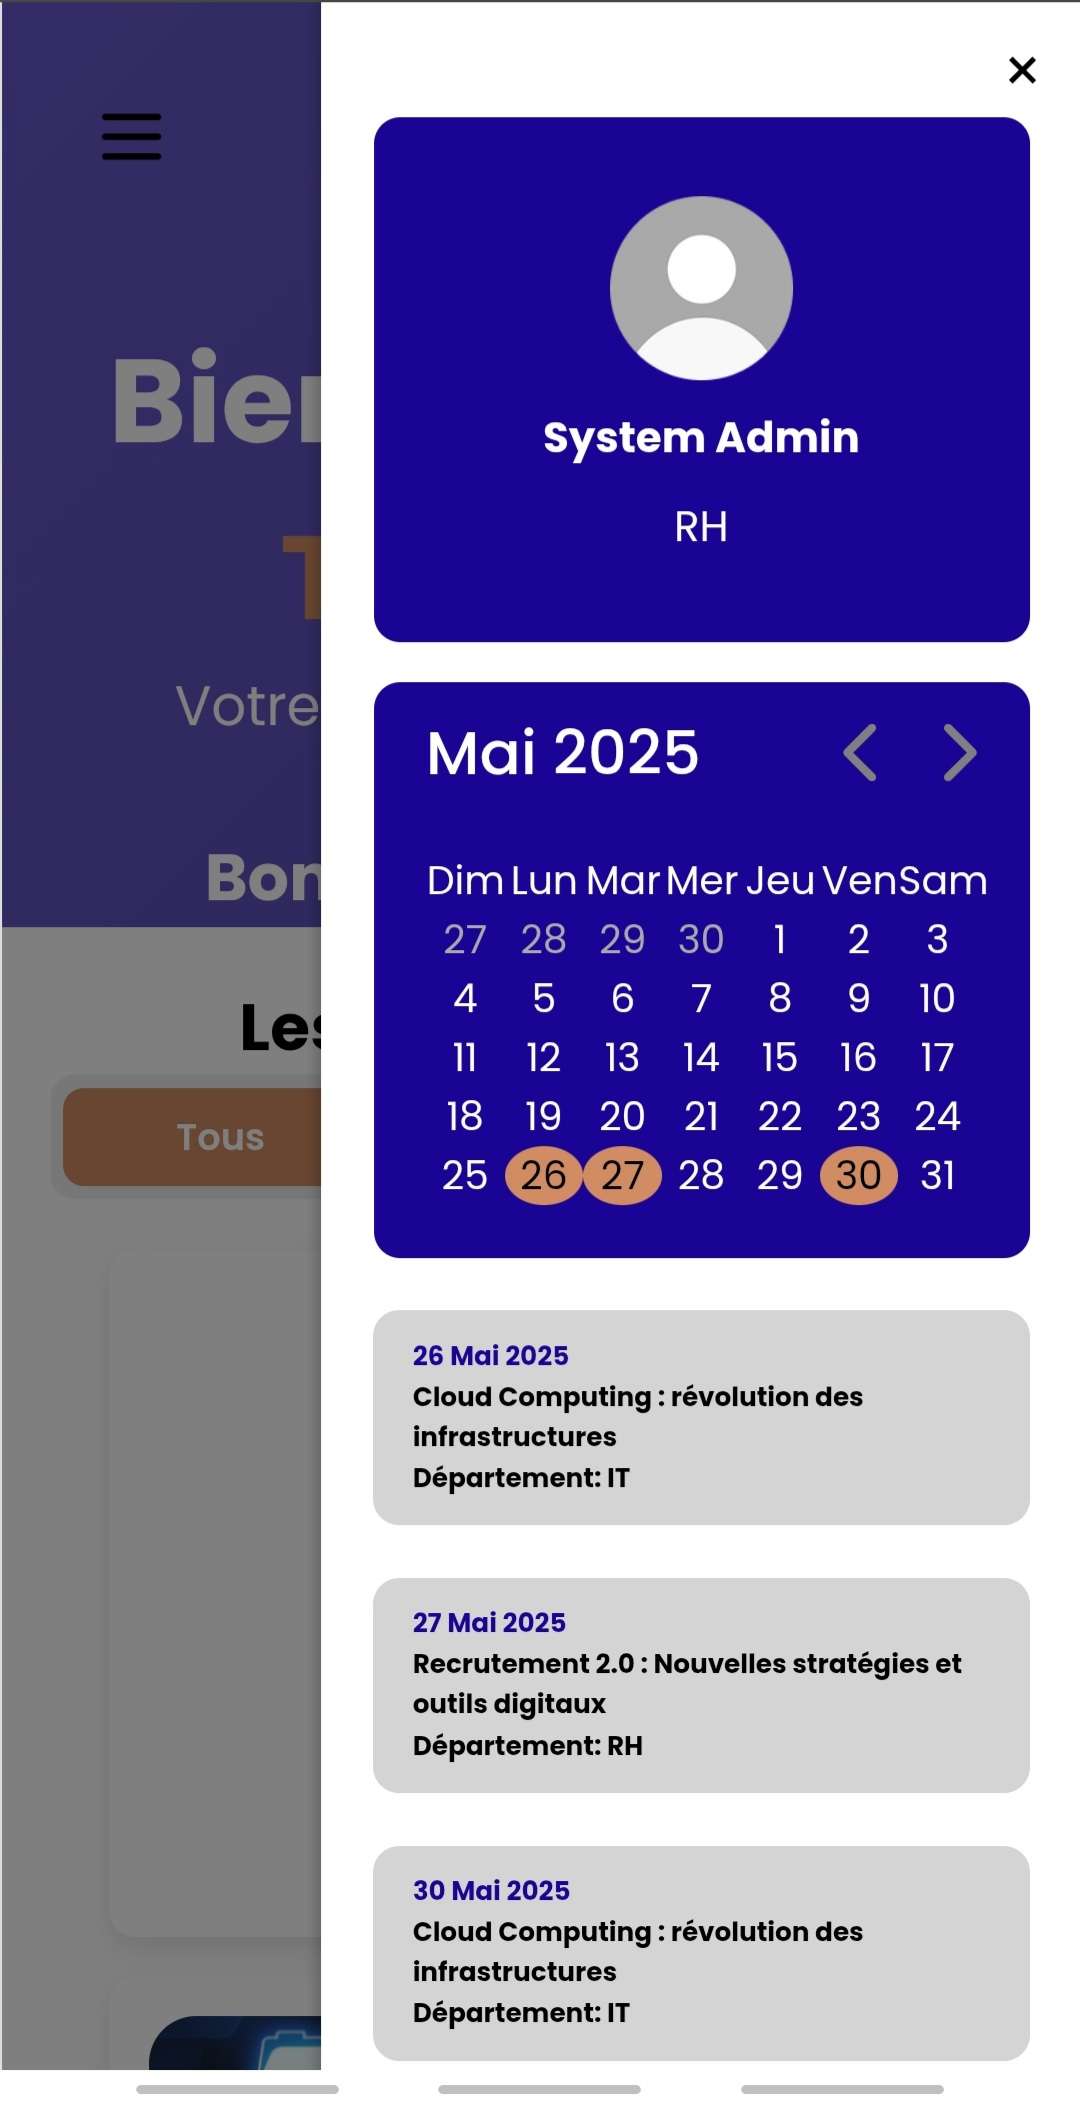 System Admin
RH
Mai 2025
Dim Lun Mar Mer Jeu Ven Sam
27 28 29 30 1 2 3
4 5 6 7 8 9 10
11 12 13 14 15 16 17
18 19 20 21 22 23 24
25 26 27 28 29 30 31
26 Mai 2025
Cloud Computing : révolution des
infrastructures
Département: IT
27 Mai 2025
Recrutement 2.0 : Nouvelles stratégies et
outils digitaux
Département: RH
30 Mai 2025
Cloud Computing : révolution des
infrastructures
Département: IT
Votre
Tous